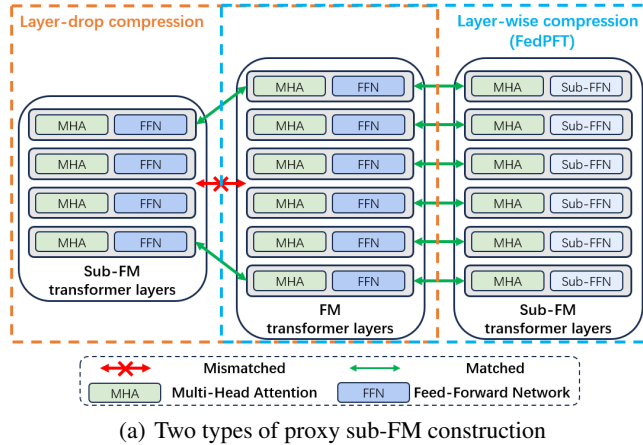 Layer-drop compression
Layer-wise compression
(FedPFT)
MHA FFN
MHA FFN
MHA FFN
MHA FFN
Sub-FM
transformer layers
MHA FFN
MHA FFN
MHA FFN
MHA FFN
MHA FFN
MHA FFN
FM
transformer layers
MHA Sub-FFN
MHA Sub-FFN
MHA Sub-FFN
MHA Sub-FFN
MHA Sub-FFN
MHA Sub-FFN
Sub-FM
transformer layers
Mismatched Matched
MHA Multi-Head Attention FFN Feed-Forward Network
(a) Two types of proxy sub-FM construction